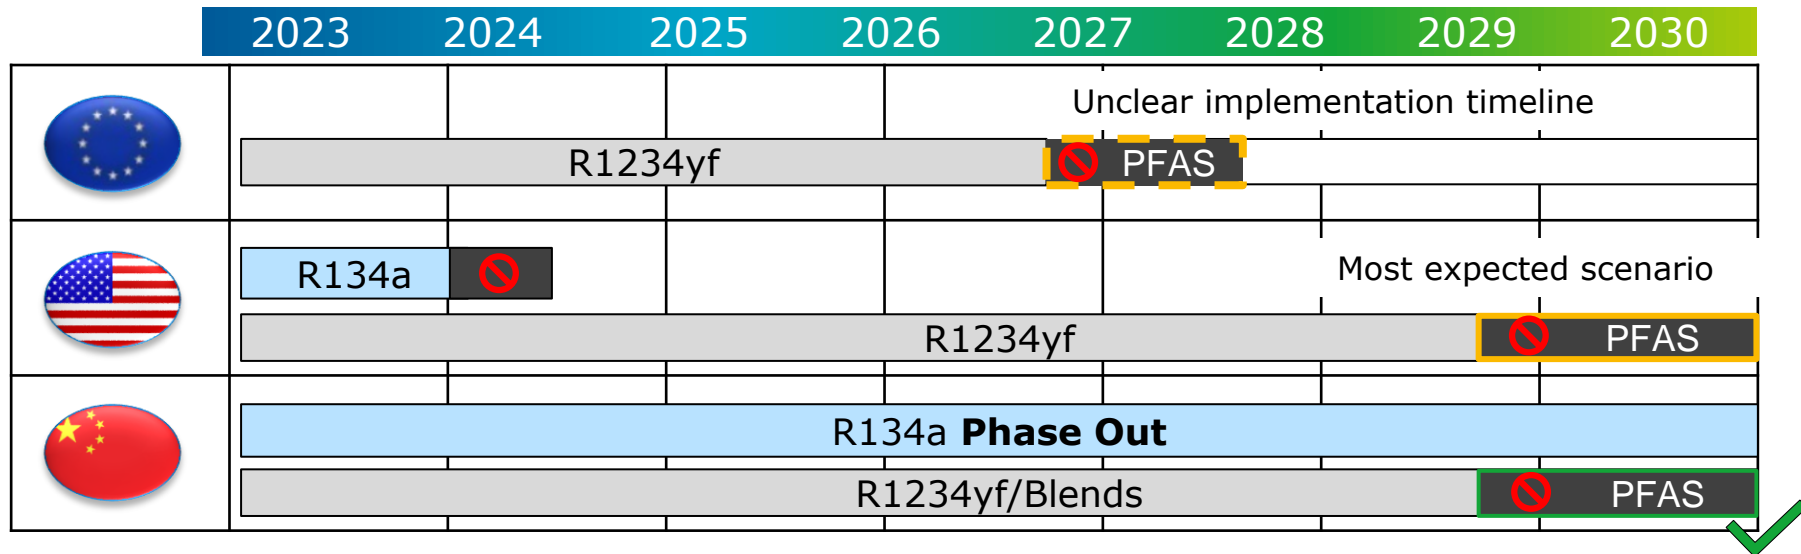 2023 2024 2025 2026 2027 2028 2029 2030
Unclear implementation timeline
R1234yf PFAS
R134a
Most expected scenario
R1234yf PFAS
R134a Phase Out
R1234yf/Blends PFAS